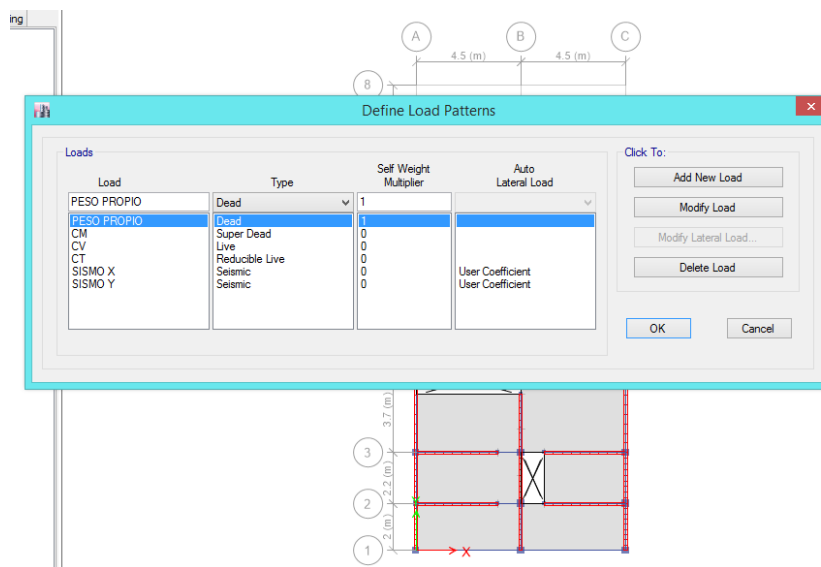 ing
A B C
4.5 (m) 4.5 (m)
8
Define Load Patterns
Loads
Click To:
Load Type Self Weight Multiplier Auto Lateral Load
PESO PROPIO Dead 1
PESO PROPIO Dead 1
CM Super Dead 0
CV Live 0
CT Reducible Live 0
SISMO X Seismic 0 User Coefficient
SISMO Y Seismic 0 User Coefficient
Add New Load
Modify Load
Modify Lateral Load...
Delete Load
OK Cancel
3.7 (m)
3
2.2 (m)
2
2 (m)
1
X